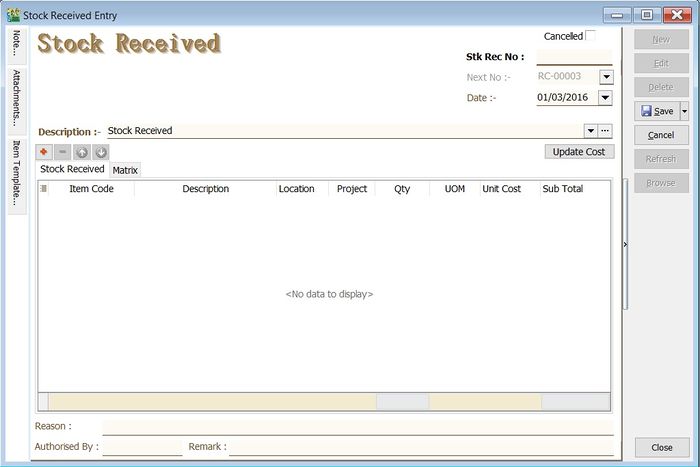 Stock Received Entry
Note...
Attachments...
Item Template...
Stock Received
Cancelled
Stk Rec No :
Next No :- RC-00003
Date :- 01/03/2016
Description :- Stock Received
Update Cost
Stock Received Matrix
Item Code Description Location Project Qty UOM Unit Cost Sub Total
<No data to display>
Reason :
Authorised By : Remark :
New
Edit
Delete
Save
Cancel
Refresh
Browse
Close